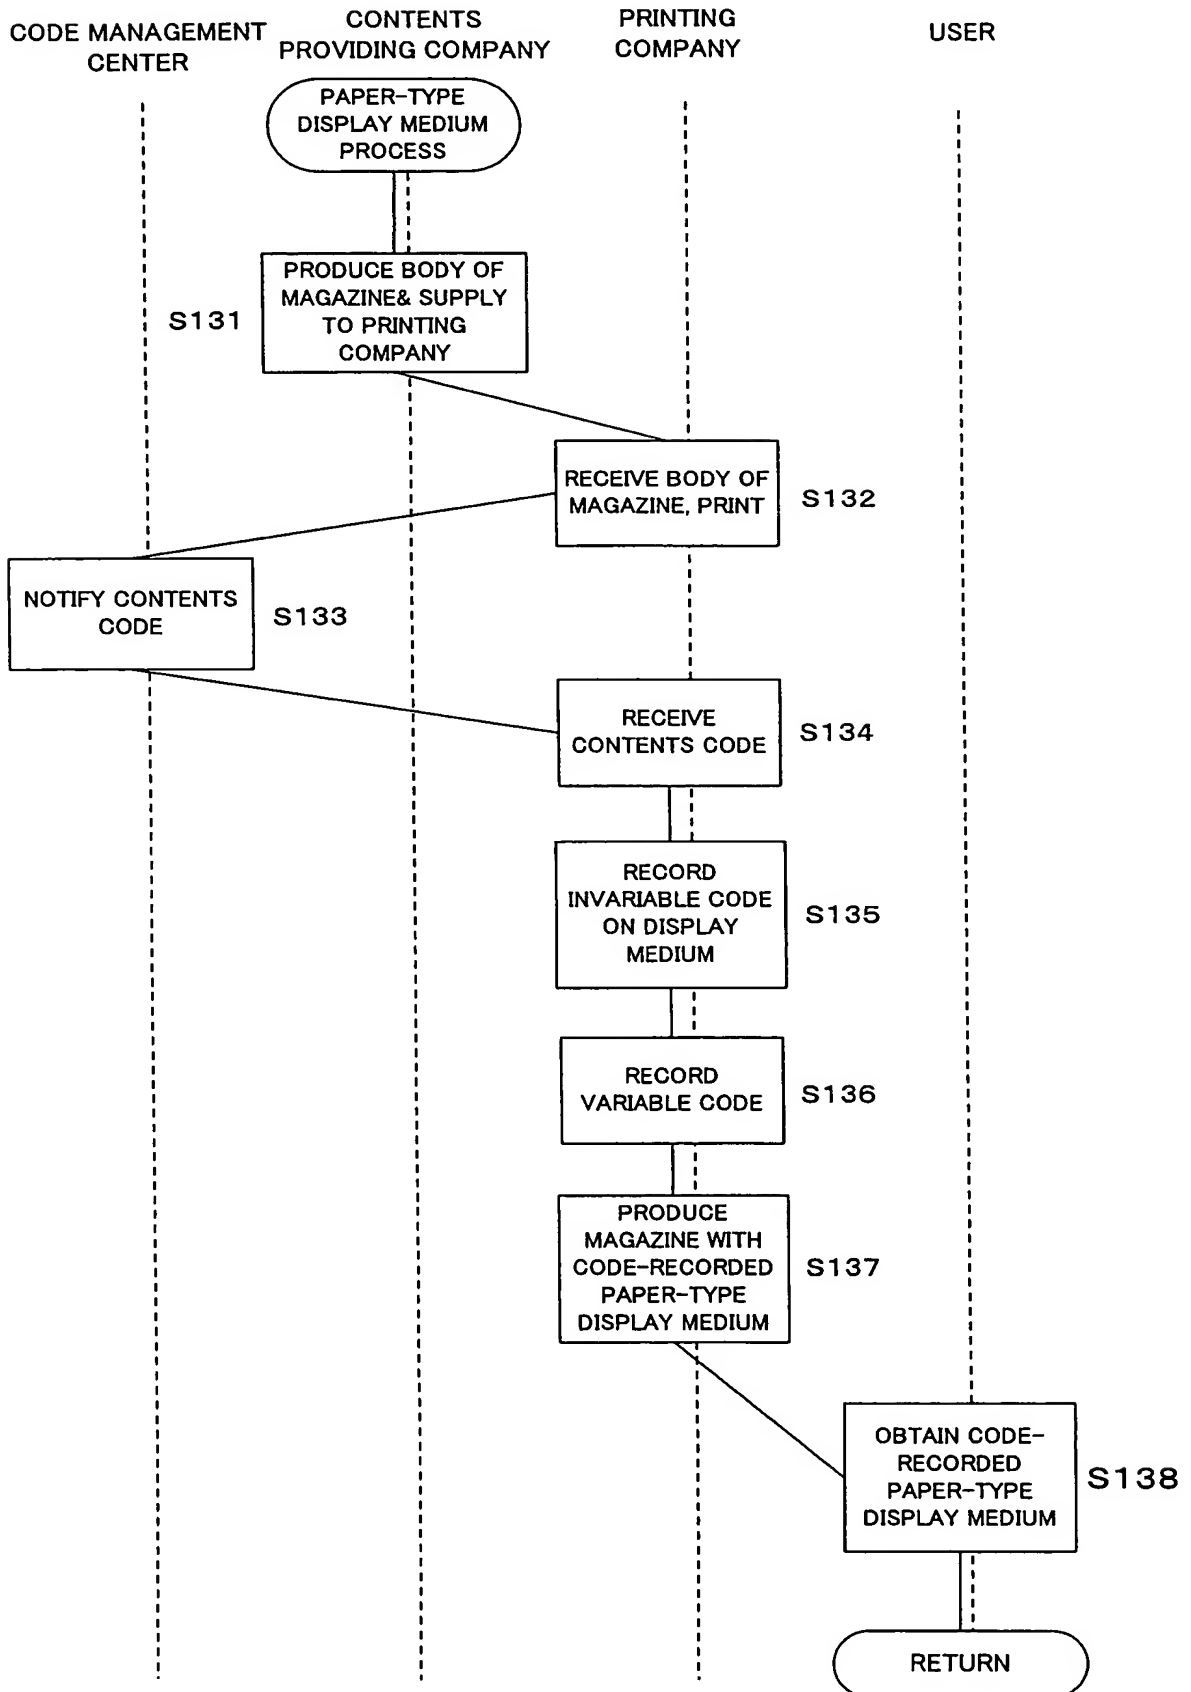 CODE MANAGEMENT
CENTER
CONTENTS
PROVIDING COMPANY
PRINTING
COMPANY
USER
PAPER-TYPE
DISPLAY MEDIUM
PROCESS
PRODUCE BODY OF
MAGAZINE& SUPPLY
TO PRINTING
COMPANY
S131
RECEIVE BODY OF
MAGAZINE, PRINT
S132
NOTIFY CONTENTS
CODE
S133
RECEIVE
CONTENTS CODE
S134
RECORD
INVARIABLE CODE
ON DISPLAY
MEDIUM
S135
RECORD
VARIABLE CODE
S136
PRODUCE
MAGAZINE WITH
CODE-RECORDED
PAPER-TYPE
DISPLAY MEDIUM
S137
OBTAIN CODE-
RECORDED
PAPER-TYPE
DISPLAY MEDIUM
S138
RETURN